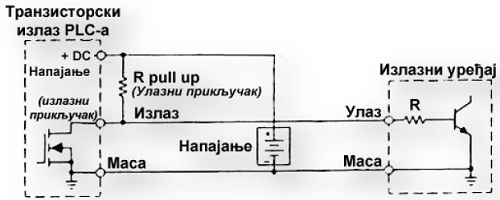 Транзисторски
излаз PLC-а
+ DC
Напајање
R pull up
(Улазни прикључак)
(излазни
прикључак)
Излаз
Напајање
Маса
Излазни уређај
Улаз
R
Маса